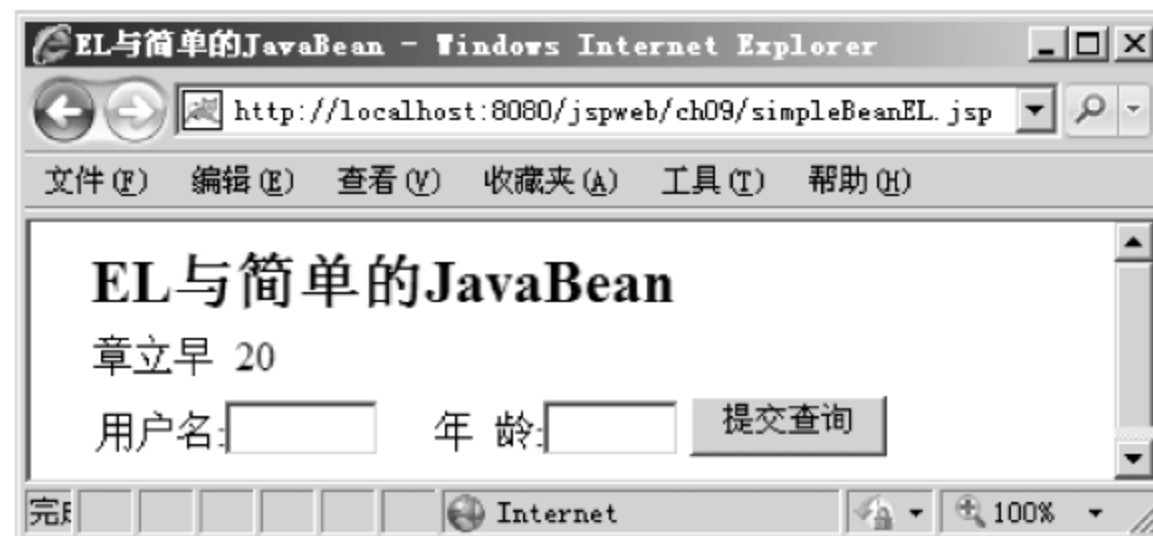 EL与简单的JavaBean - Windows Internet Explorer
http://localhost:8080/jspweb/ch09/simpleBeanEL.jsp
文件(F) 编辑(E) 查看(V) 收藏夹(A) 工具(T) 帮助(H)
EL与简单的JavaBean
章立早 20
用户名: 年 龄: 提交查询
Internet 100%